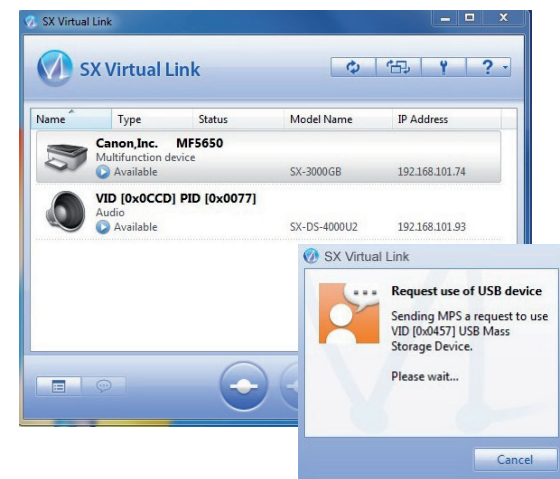 SX Virtual Link
SX Virtual Link
?
Name Type Status Model Name IP Address
Canon,Inc. MF5650
Multifunction device
Available SX-3000GB 192.168.101.74
VID [0x0CCD] PID [0x0077]
Audio
Available SX-DS-4000U2 192.168.101.93
SX Virtual Link
Request use of USB device
Sending MPS a request to use
VID [0x0457] USB Mass
Storage Device.
Please wait...
Cancel